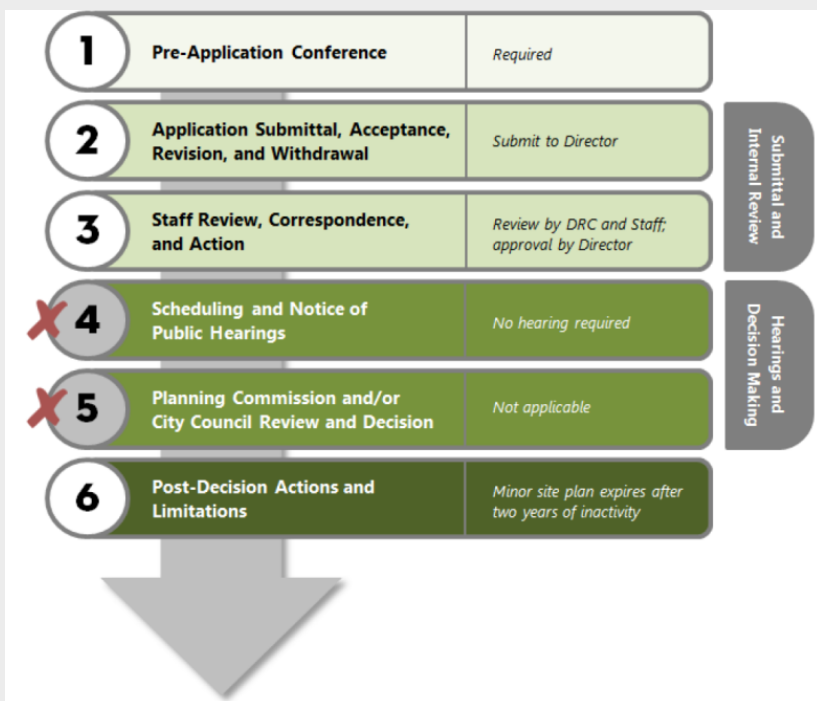 1
Pre-Application Conference
Required
2
Application Submittal, Acceptance,
Revision, and Withdrawal
Submit to Director
3
Staff Review, Correspondence,
and Action
Review by DRC and Staff;
approval by Director
Submittal and
Internal Review
4
Scheduling and Notice of
Public Hearings
No hearing required
5
Planning Commission and/or
City Council Review and Decision
Not applicable
Hearings and
Decision Making
6
Post-Decision Actions and
Limitations
Minor site plan expires after
two years of inactivity